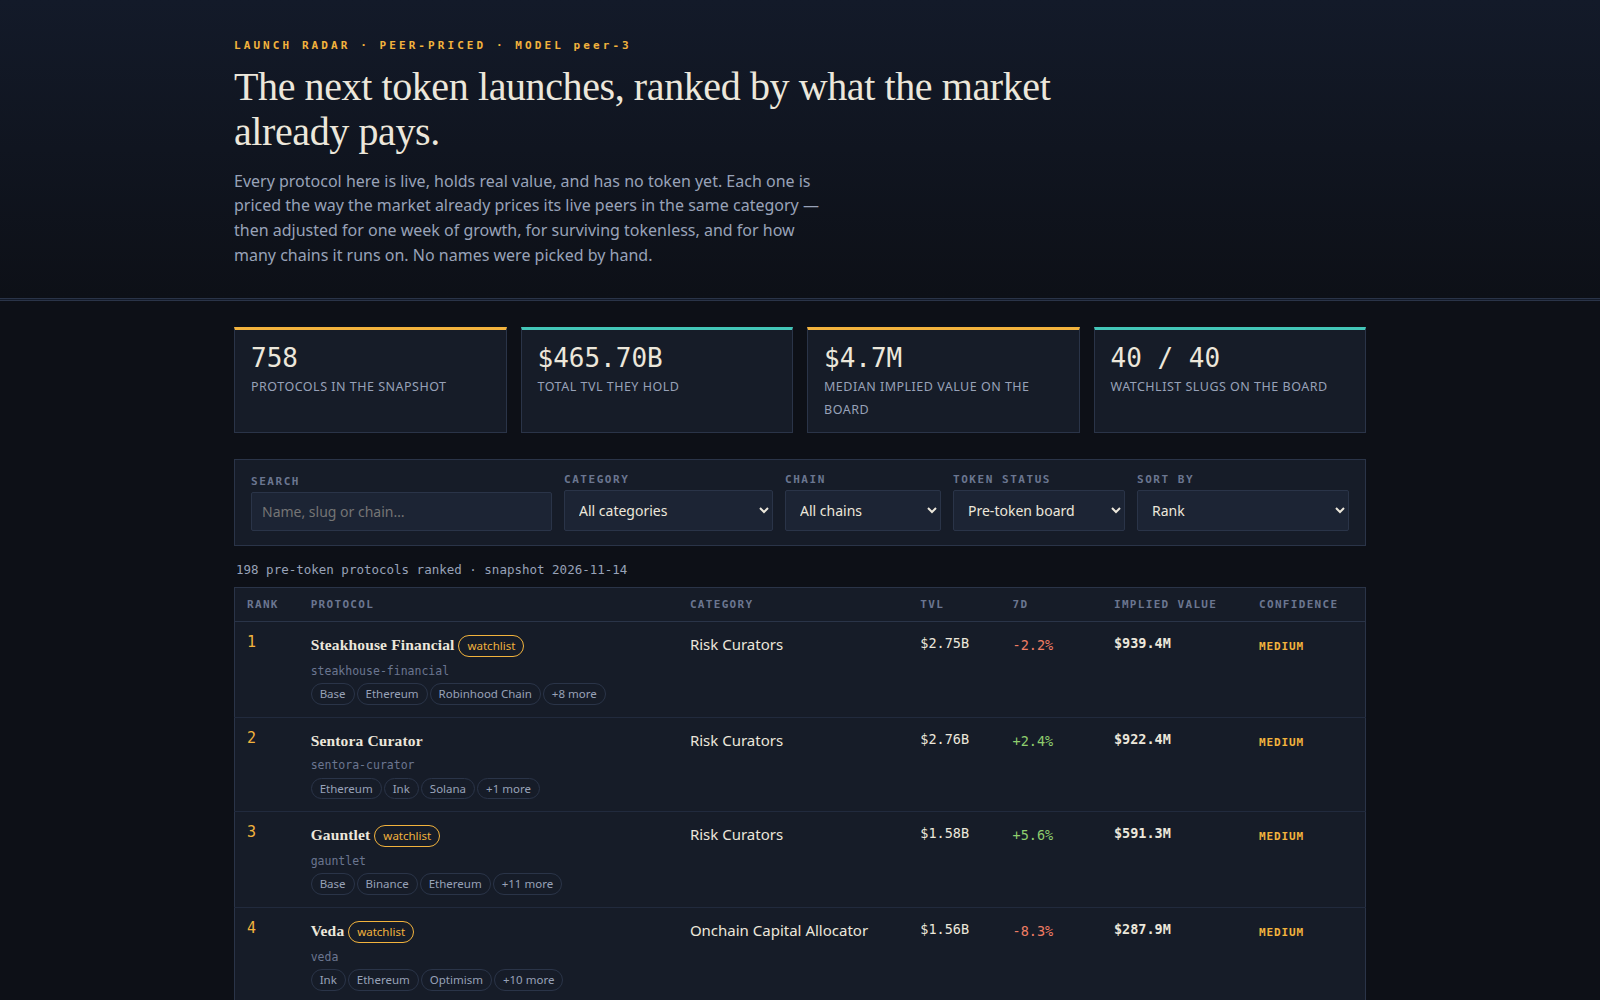 LAUNCH RADAR · PEER-PRICED · MODEL peer-3
The next token launches, ranked by what the market
already pays.
Every protocol here is live, holds real value, and has no token yet. Each one is
priced the way the market already prices its live peers in the same category —
then adjusted for one week of growth, for surviving tokenless, and for how
many chains it runs on. No names were picked by hand.
758
PROTOCOLS IN THE SNAPSHOT
$465.70B
TOTAL TVL THEY HOLD
$4.7M
MEDIAN IMPLIED VALUE ON THE
BOARD
40 / 40
WATCHLIST SLUGS ON THE BOARD
SEARCH
Name, slug or chain…
CATEGORY
All categories
CHAIN
All chains
TOKEN STATUS
Pre-token board
SORT BY
Rank
198 pre-token protocols ranked · snapshot 2026-11-14
RANK PROTOCOL CATEGORY TVL 7D IMPLIED VALUE CONFIDENCE
1 Steakhouse Financial watchlist Risk Curators $2.75B -2.2% $939.4M MEDIUM
steakhouse-financial
Base Ethereum Robinhood Chain +8 more
2 Sentora Curator Risk Curators $2.76B +2.4% $922.4M MEDIUM
sentora-curator
Ethereum Ink Solana +1 more
3 Gauntlet watchlist Risk Curators $1.58B +5.6% $591.3M MEDIUM
gauntlet
Base Binance Ethereum +11 more
4 Veda watchlist Onchain Capital Allocator $1.56B -8.3% $287.9M MEDIUM
veda
Ink Ethereum Optimism +10 more